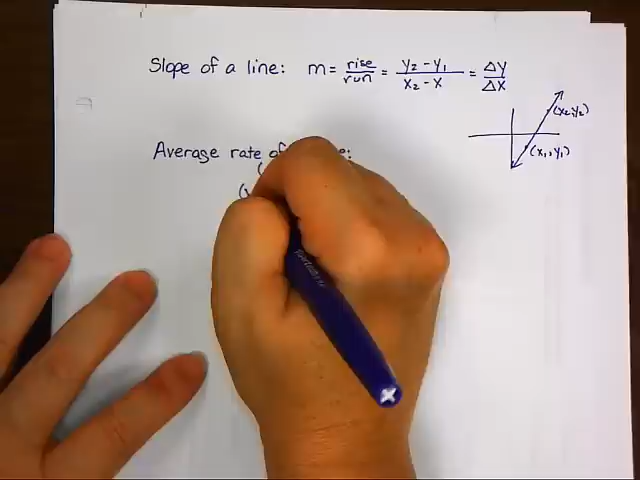 Slope of a line: m = rise/run = y₂ - y₁/x₂ - x = Δy/Δx
(x₂, y₂)
(x₁, y₁)
Average rate of